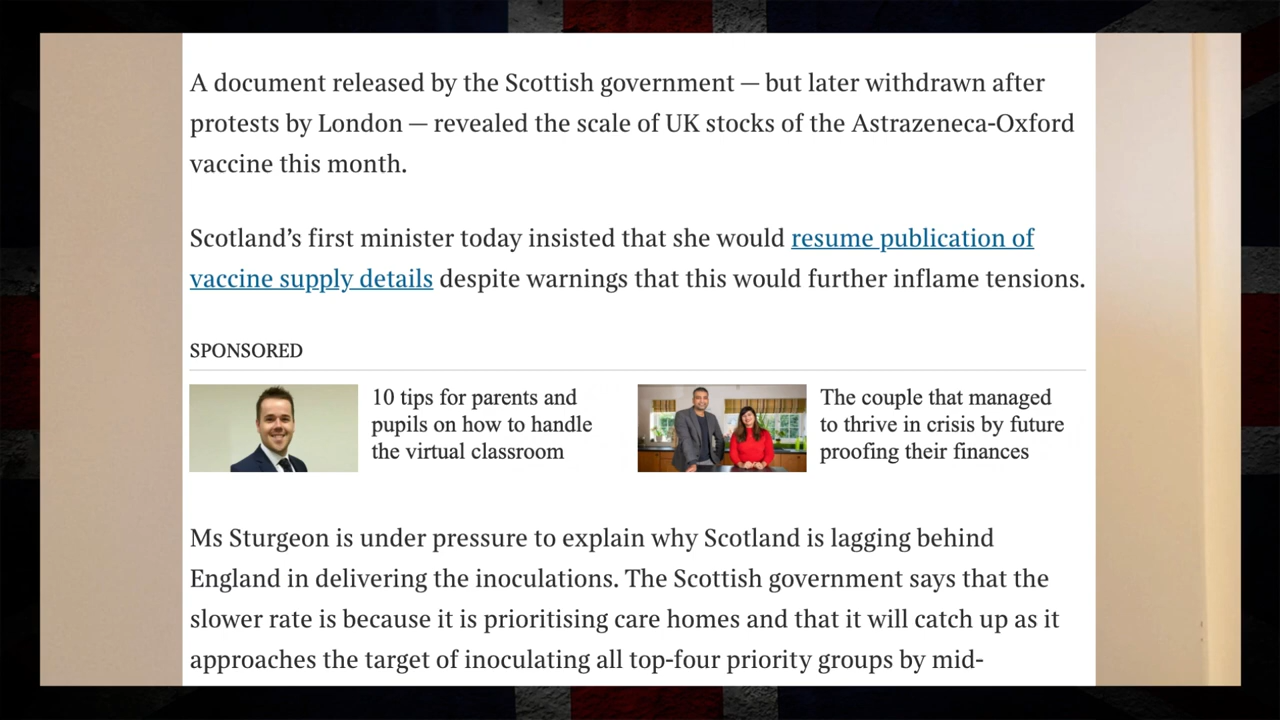 A document released by the Scottish government — but later withdrawn after
protests by London — revealed the scale of UK stocks of the Astrazeneca-Oxford
vaccine this month.
Scotland’s first minister today insisted that she would resume publication of
vaccine supply details despite warnings that this would further inflame tensions.
SPONSORED
10 tips for parents and
pupils on how to handle
the virtual classroom
The couple that managed
to thrive in crisis by future
proofing their finances
Ms Sturgeon is under pressure to explain why Scotland is lagging behind
England in delivering the inoculations. The Scottish government says that the
slower rate is because it is prioritising care homes and that it will catch up as it
approaches the target of inoculating all top-four priority groups by mid-